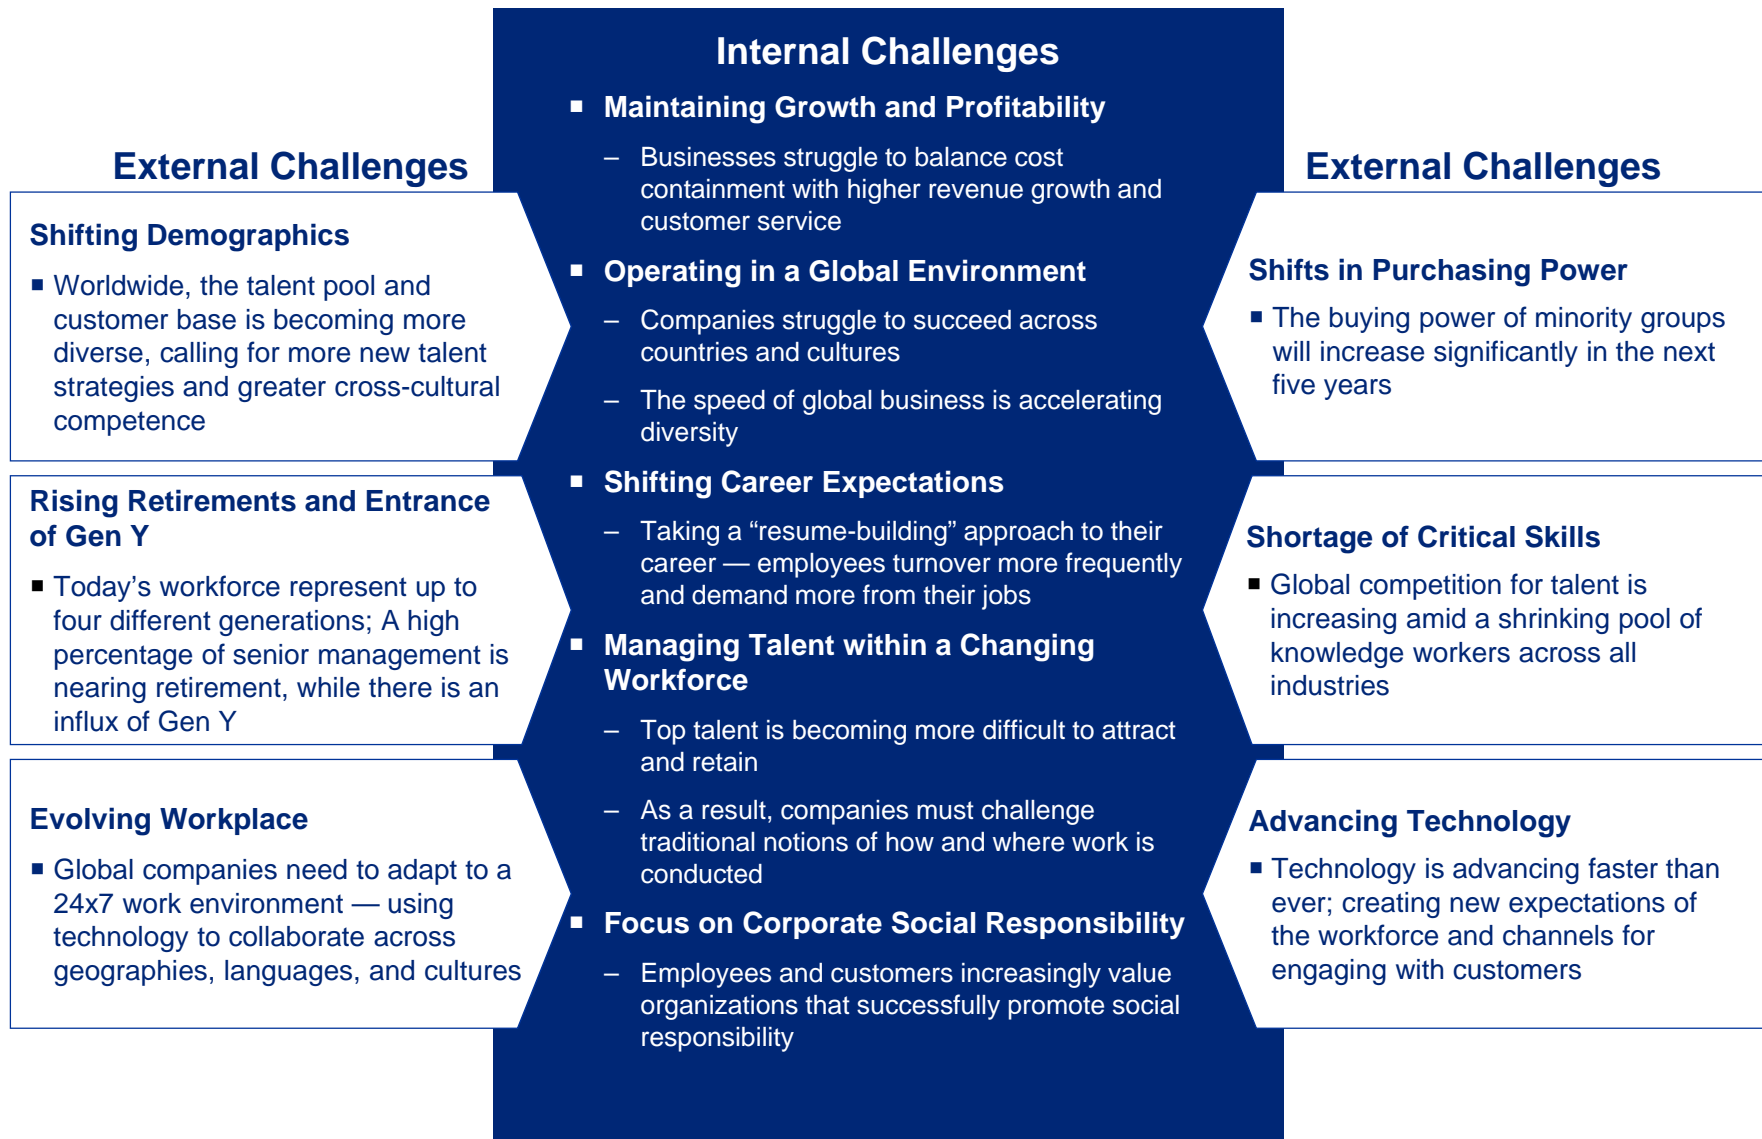 External Challenges
Shifting Demographics
■ Worldwide, the talent pool and
customer base is becoming more
diverse, calling for more new talent
strategies and greater cross-cultural
competence
Rising Retirements and Entrance
of Gen Y
■ Today’s workforce represent up to
four different generations; A high
percentage of senior management is
nearing retirement, while there is an
influx of Gen Y
Evolving Workplace
■ Global companies need to adapt to a
24x7 work environment — using
technology to collaborate across
geographies, languages, and cultures
Internal Challenges
■ Maintaining Growth and Profitability
– Businesses struggle to balance cost
containment with higher revenue growth and
customer service
■ Operating in a Global Environment
– Companies struggle to succeed across
countries and cultures
– The speed of global business is accelerating
diversity
■ Shifting Career Expectations
– Taking a “resume-building” approach to their
career — employees turnover more frequently
and demand more from their jobs
■ Managing Talent within a Changing
Workforce
– Top talent is becoming more difficult to attract
and retain
– As a result, companies must challenge
traditional notions of how and where work is
conducted
■ Focus on Corporate Social Responsibility
– Employees and customers increasingly value
organizations that successfully promote social
responsibility
External Challenges
Shifts in Purchasing Power
■ The buying power of minority groups
will increase significantly in the next
five years
Shortage of Critical Skills
■ Global competition for talent is
increasing amid a shrinking pool of
knowledge workers across all
industries
Advancing Technology
■ Technology is advancing faster than
ever; creating new expectations of
the workforce and channels for
engaging with customers